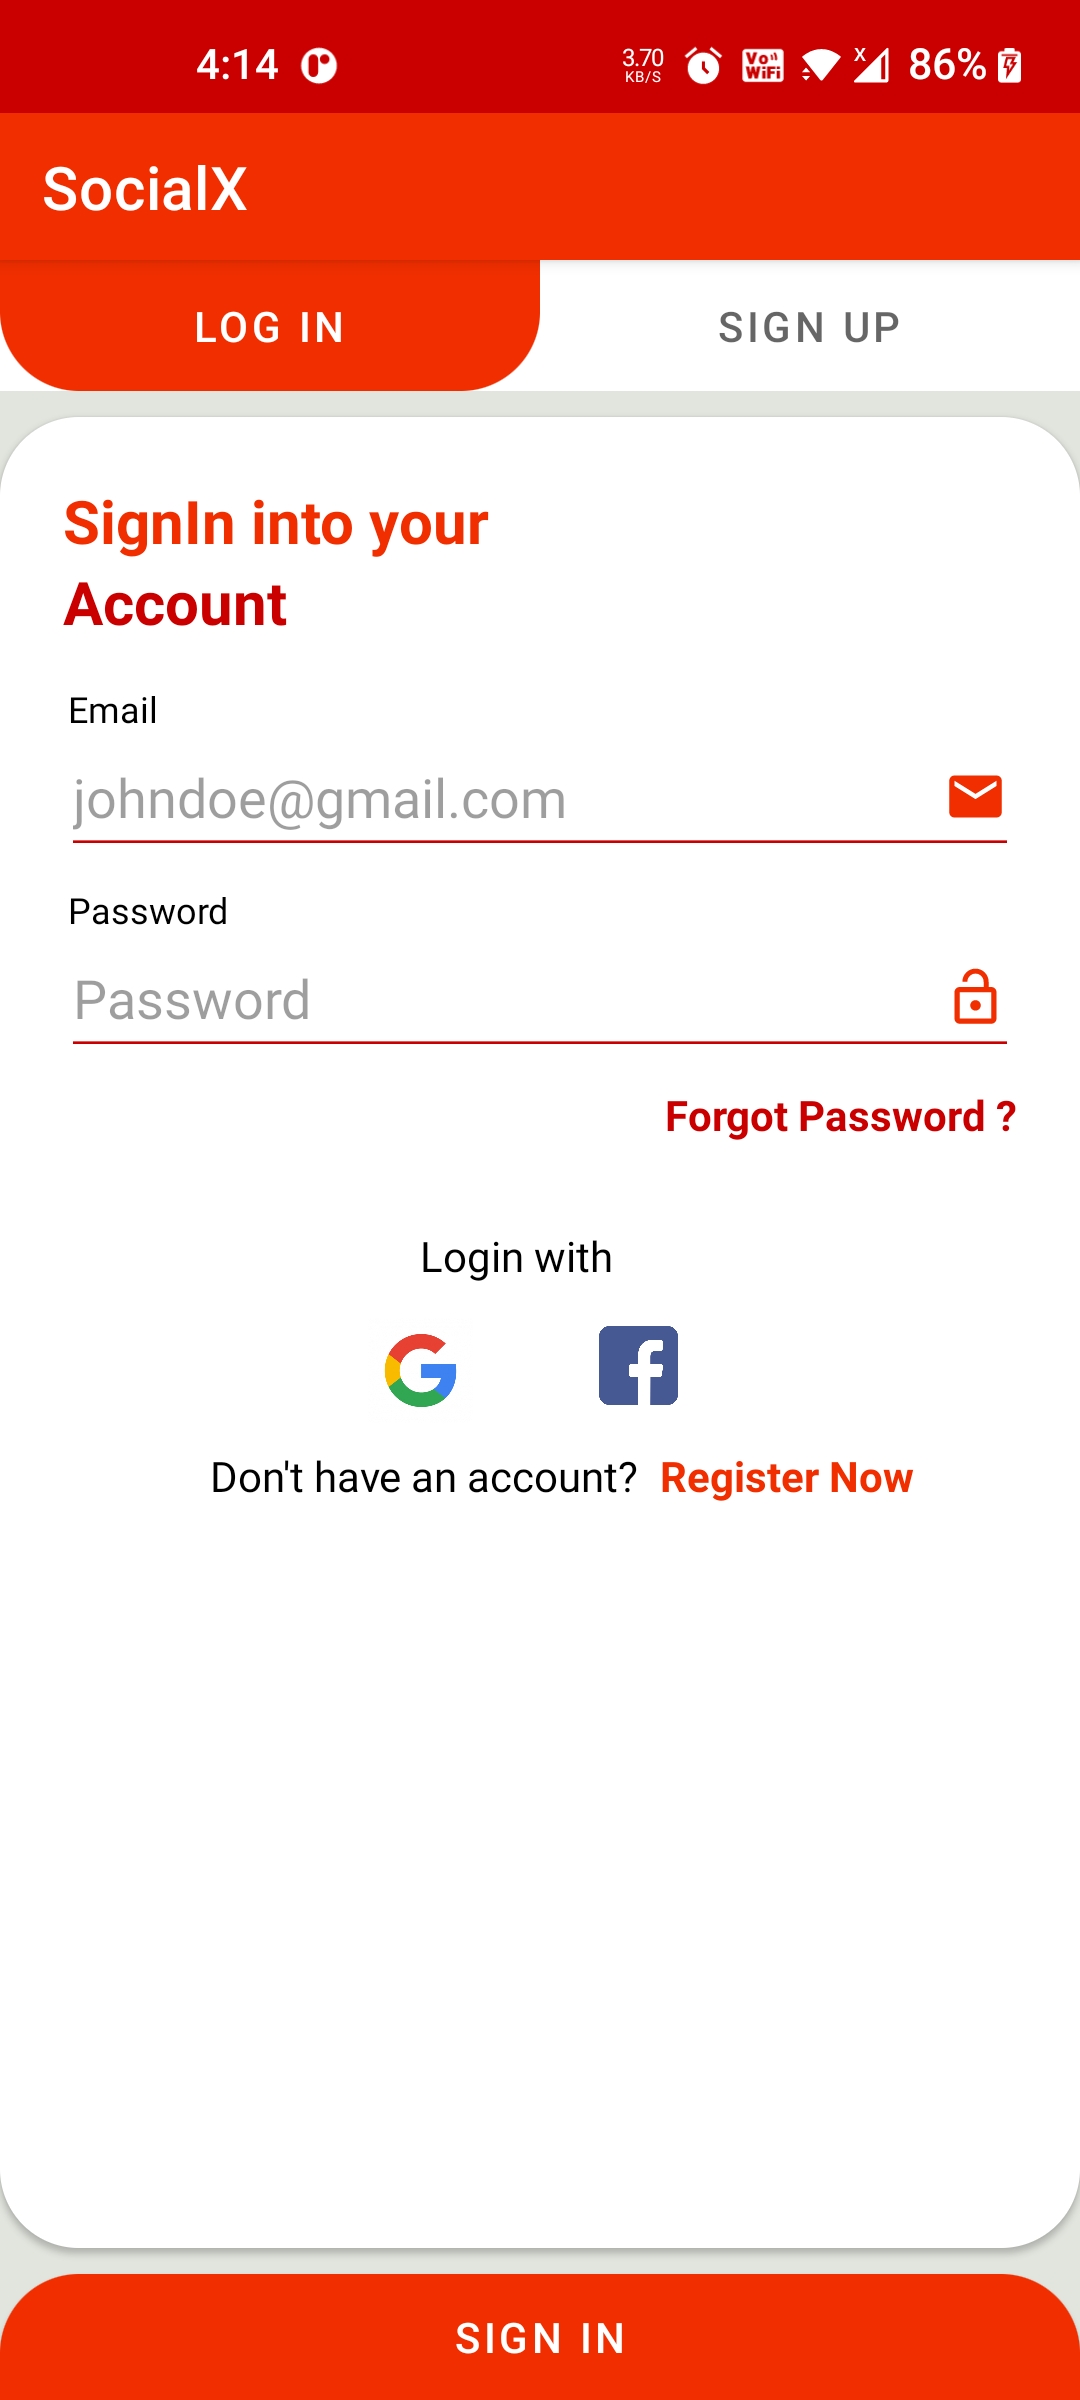 4:14 3.70 KB/S Vo WiFi X 86%
SocialX
LOG IN SIGN UP
SignIn into your
Account
Email
johndoe@gmail.com
Password
Password
Forgot Password ?
Login with
Don't have an account? Register Now
SIGN IN